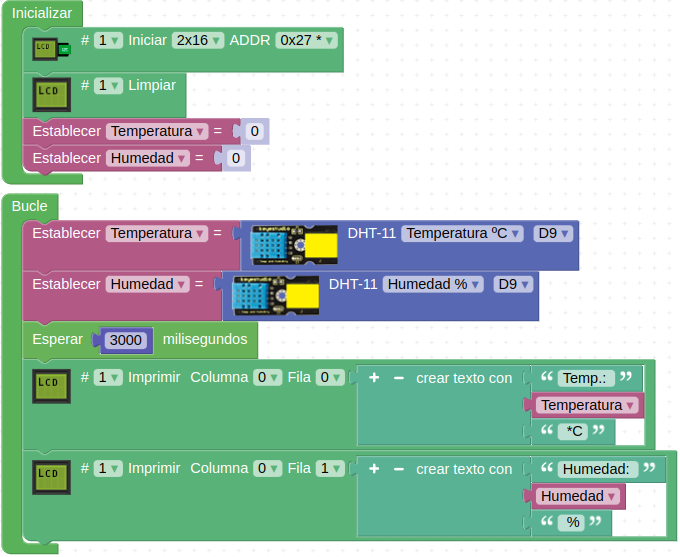 Inicializar
LCD # 1 Iniciar 2x16 ADDR 0x27 *
LCD # 1 Limpiar
Establecer Temperatura = 0
Establecer Humedad = 0
Bucle
Establecer Temperatura = keyestudio DHT-11 Temperatura ºC D9
Establecer Humedad = keyestudio DHT-11 Humedad % D9
Esperar 3000 milisegundos
LCD # 1 Imprimir Columna 0 Fila 0 + − crear texto con “ Temp.: ”
Temperatura
“ *C ”
LCD # 1 Imprimir Columna 0 Fila 1 + − crear texto con “ Humedad: ”
Humedad
“ % ”